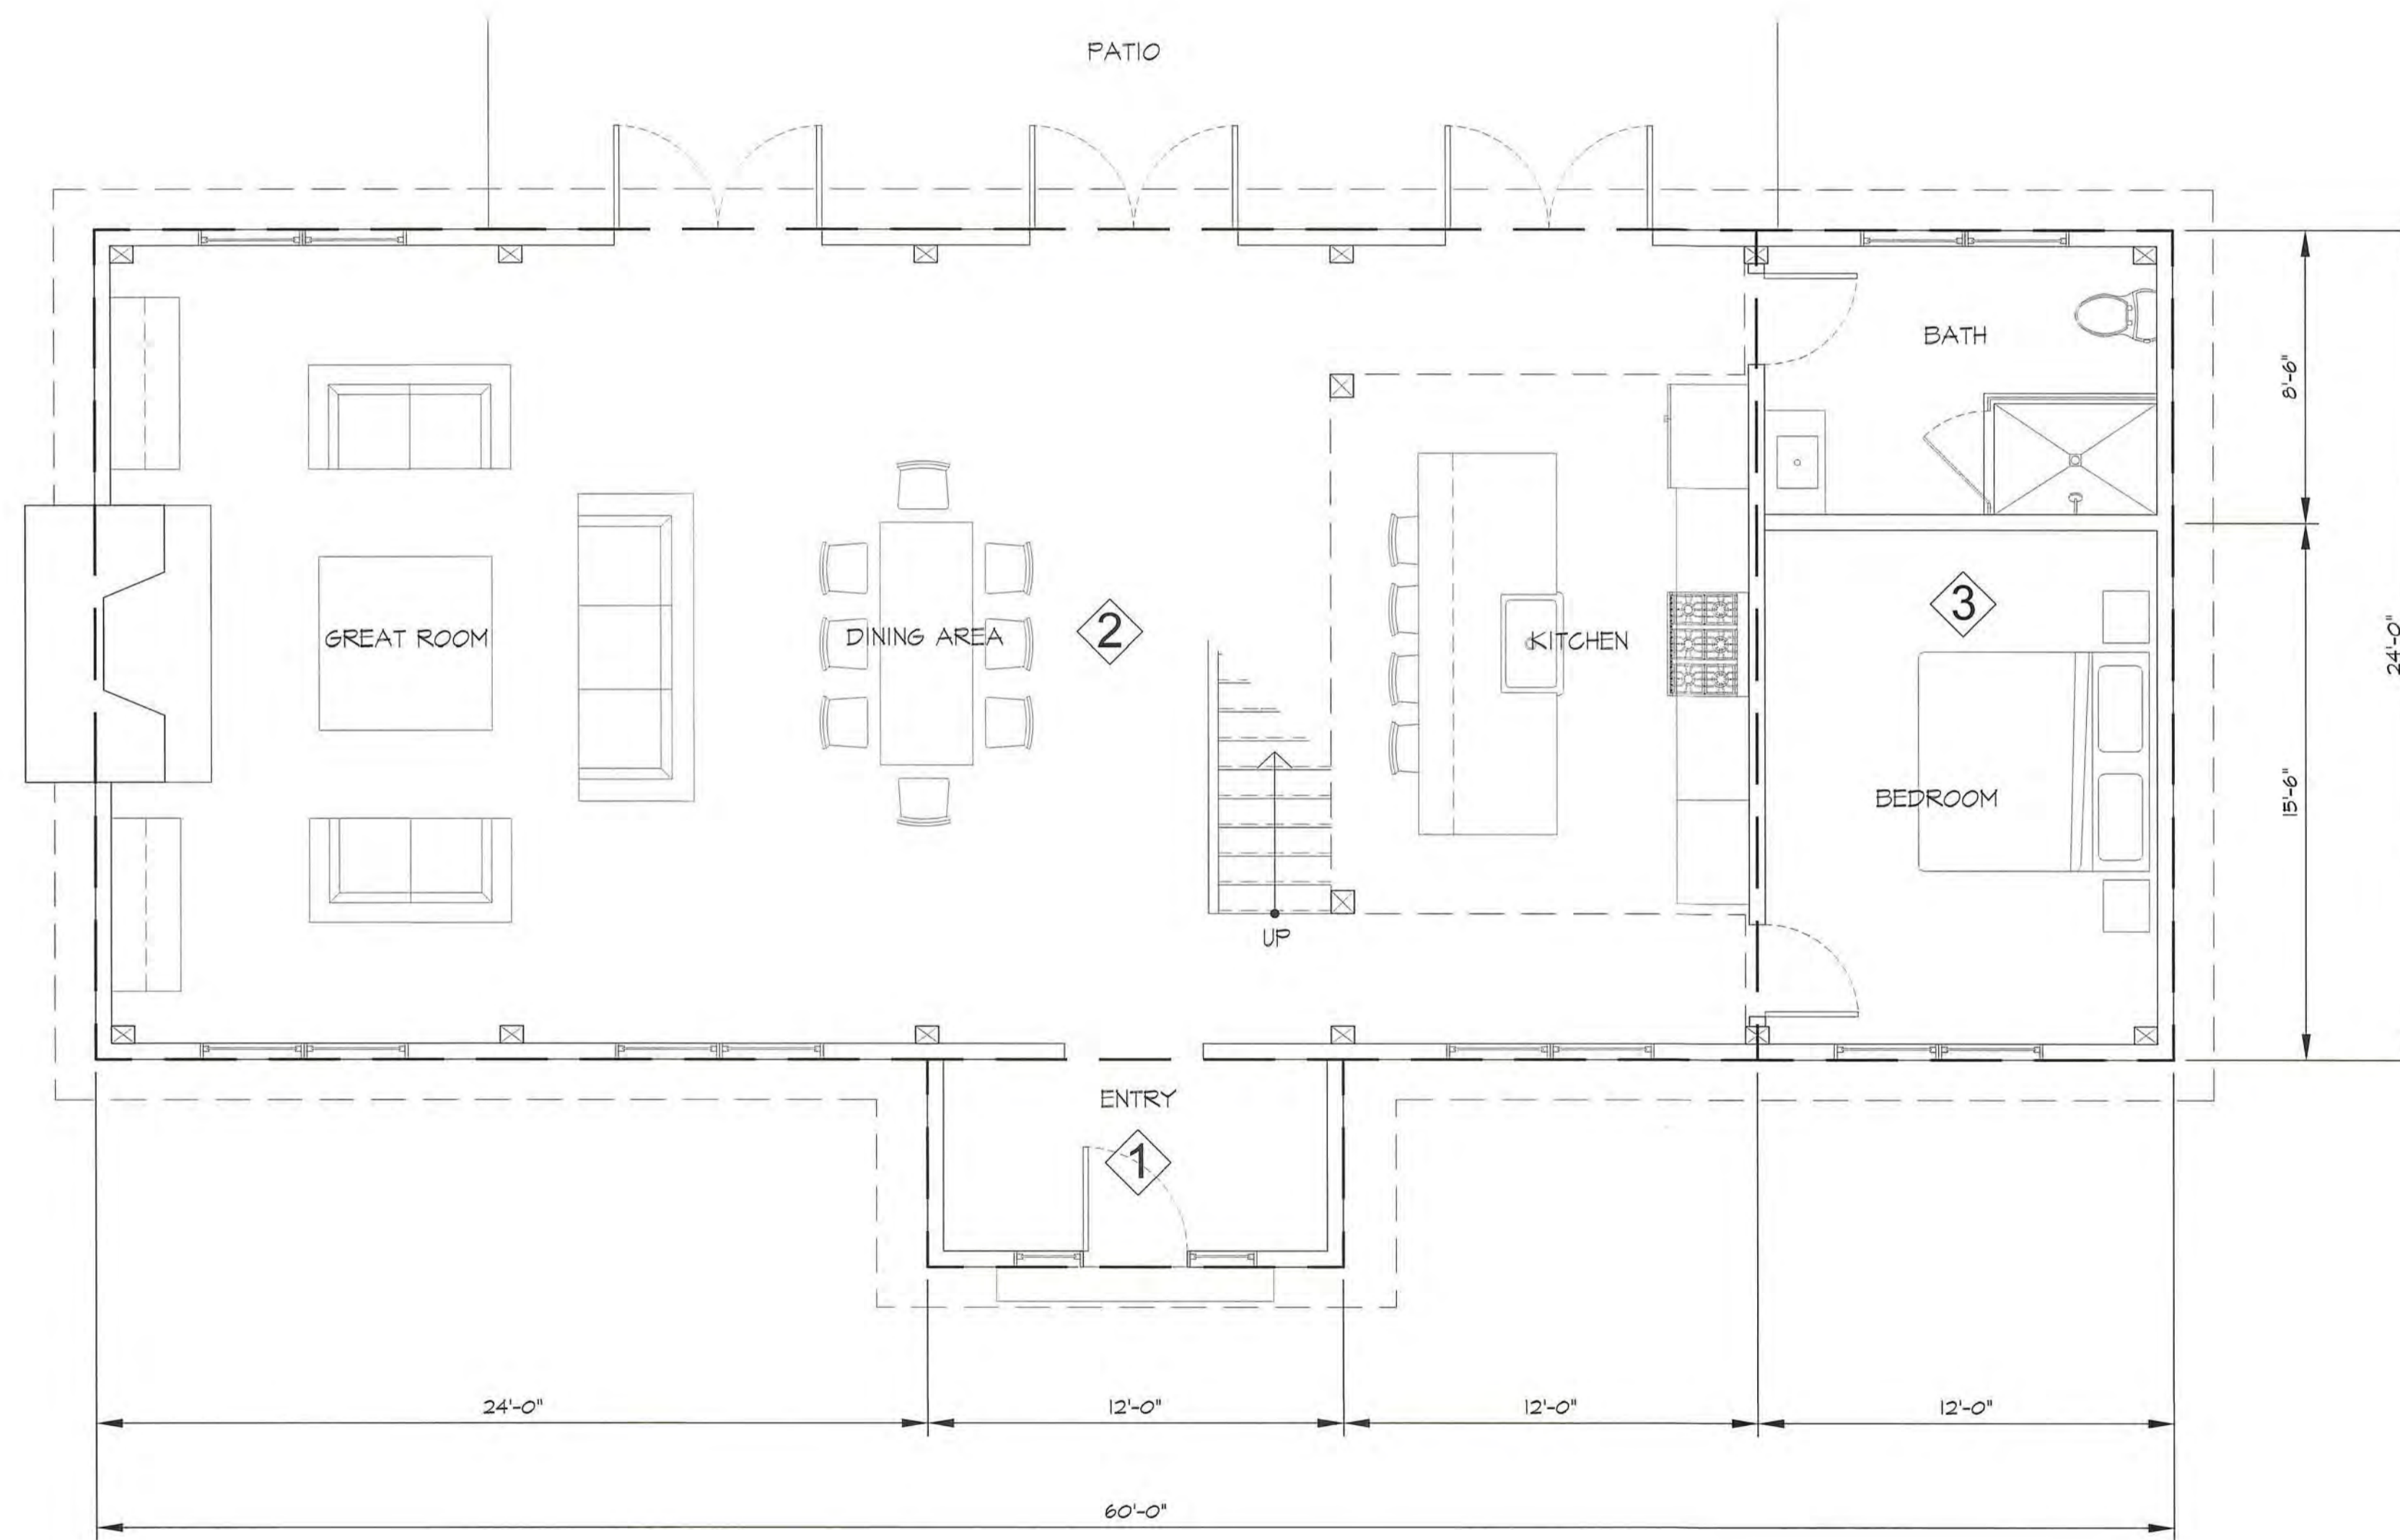 PATIO
BATH
8'-6"
3
GREAT ROOM
DINING AREA
2
KITCHEN
24'-0"
BEDROOM
15'-6"
UP
ENTRY
1
24'-0"
12'-0"
12'-0"
12'-0"
60'-0"